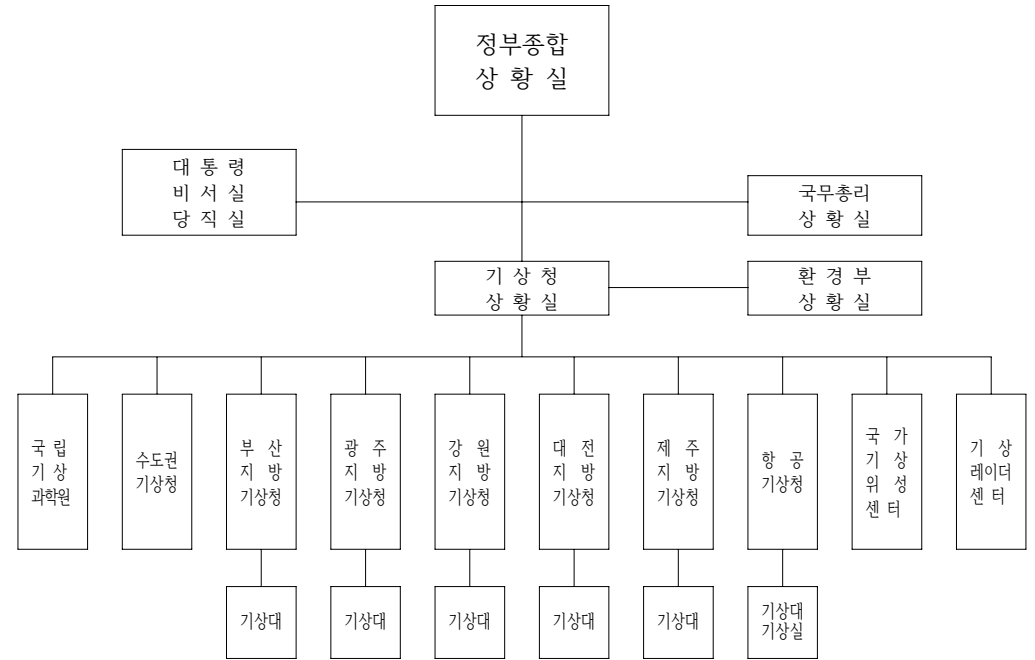 정부종합
상 황 실
대 통 령
비 서 실
당 직 실
국무총리
상 황 실
기 상 청
상 황 실
환 경 부
상 황 실
국 립
기 상
과학원
수도권
기상청
부 산
지 방
기상청
광 주
지 방
기상청
강 원
지 방
기상청
대 전
지 방
기상청
제 주
지 방
기상청
항 공
기상청
국 가
기 상
위 성
센 터
기 상
레이더
센 터
기상대
기상대
기상대
기상대
기상대
기상대
기상실